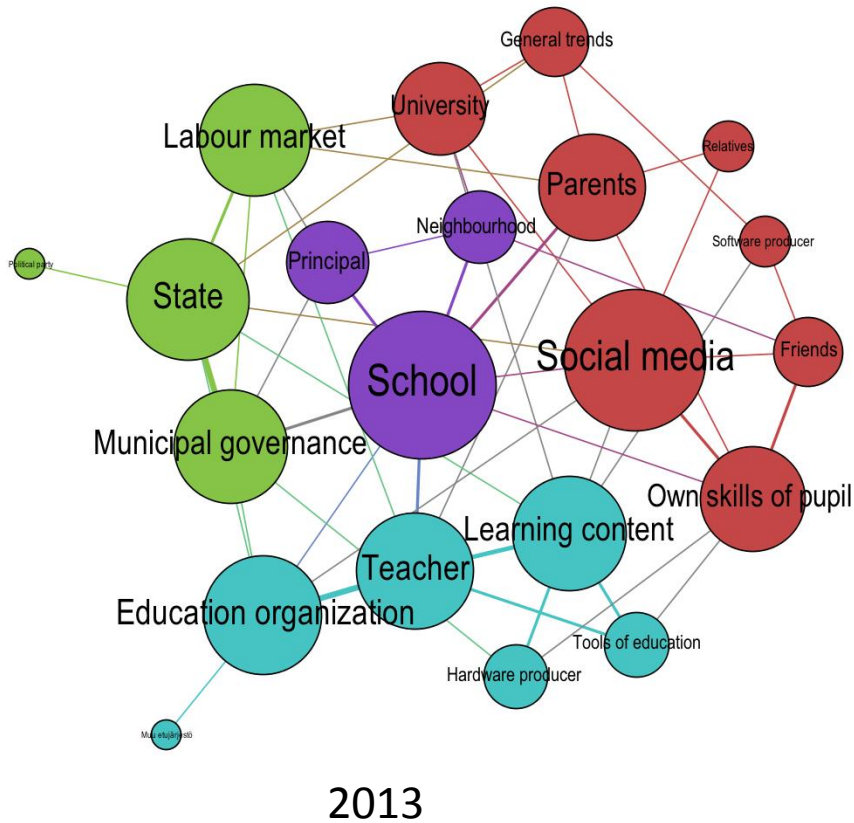 General trends
University
Labour market
Relatives
Parents
Neighbourhood
Software producer
Principal
Political party
State
Social media
Friends
School
Municipal governance
Own skills of pupil
Learning content
Teacher
Education organization
Tools of education
Hardware producer
Muu etujärjestö
2013